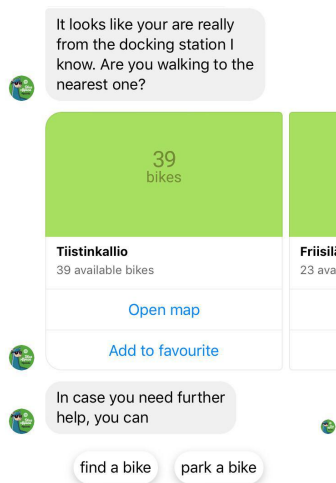 It looks like your are really
from the docking station I
know. Are you walking to the
nearest one?
39
bikes
Tiistinkallio
39 available bikes
Open map
Add to favourite
23
In case you need further
help, you can
find a bike
park a bike